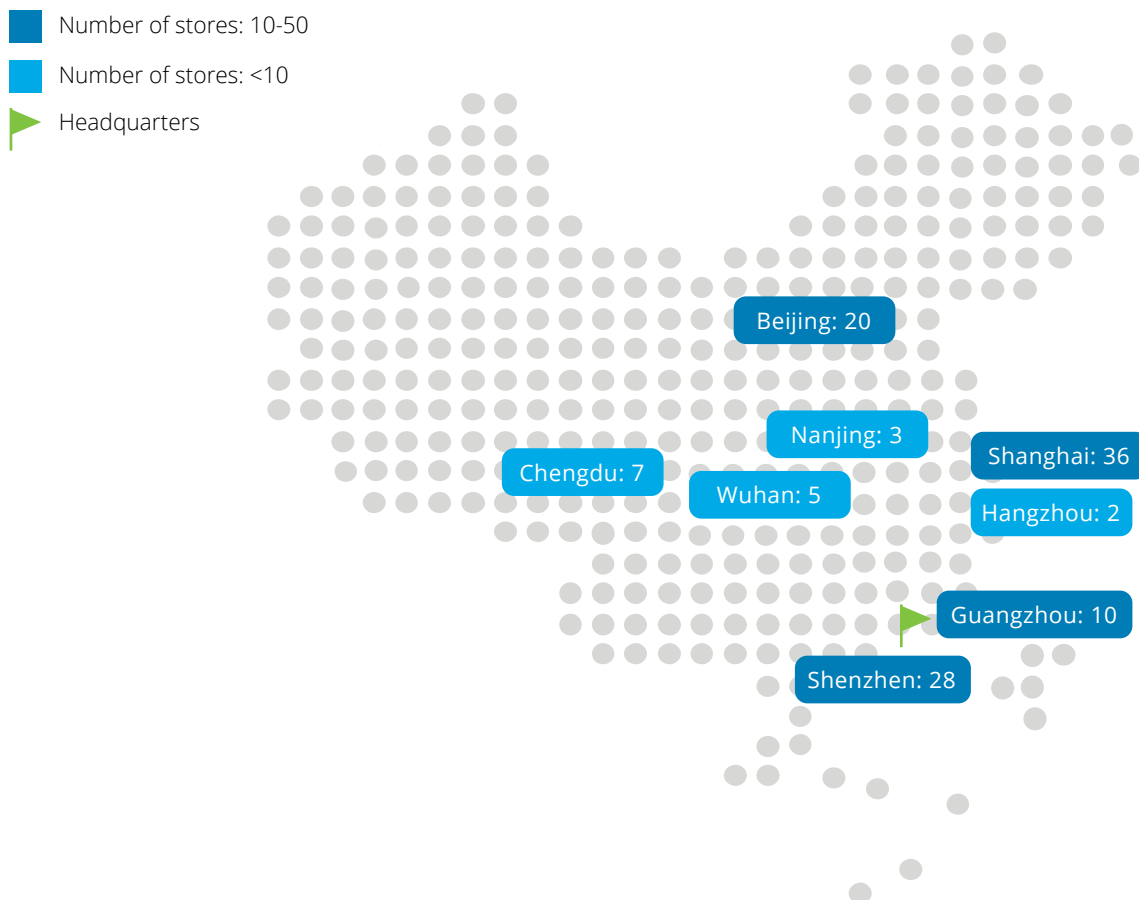 Number of stores: 10-50
Number of stores: <10
Headquarters
Beijing: 20
Nanjing: 3
Shanghai: 36
Chengdu: 7
Wuhan: 5
Hangzhou: 2
Guangzhou: 10
Shenzhen: 28